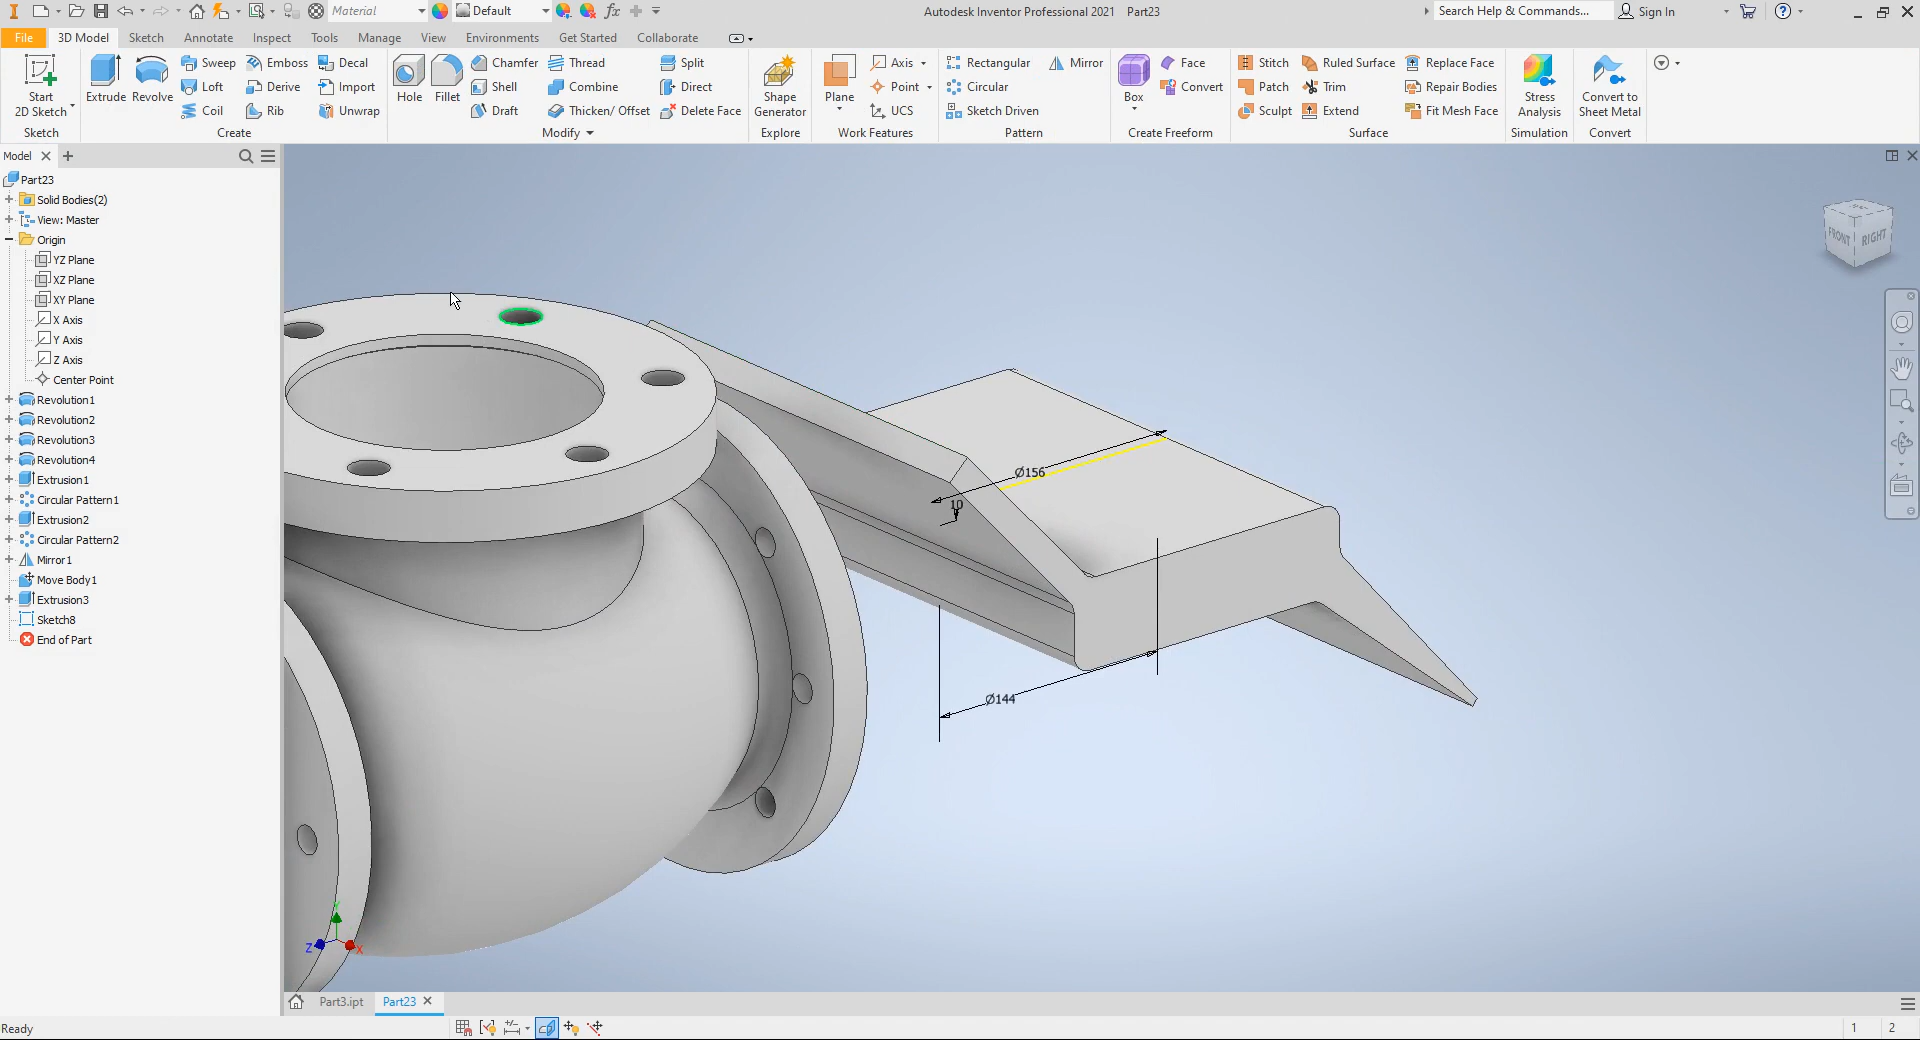 Material
Default
fx
Autodesk Inventor Professional 2021 Part23
Search Help & Commands...
Sign In
File
3D Model
Sketch
Annotate
Inspect
Tools
Manage
View
Environments
Get Started
Collaborate
Start
2D Sketch
Extrude
Revolve
Sweep
Loft
Coil
Emboss
Derive
Rib
Decal
Import
Unwrap
Hole
Fillet
Chamfer
Shell
Draft
Thread
Combine
Thicken/ Offset
Split
Direct
Delete Face
Shape
Generator
Plane
Axis
Point
UCS
Rectangular
Circular
Sketch Driven
Mirror
Box
Face
Convert
Stitch
Patch
Sculpt
Ruled Surface
Trim
Extend
Replace Face
Repair Bodies
Fit Mesh Face
Stress
Analysis
Convert to
Sheet Metal
Sketch
Create
Modify
Explore
Work Features
Pattern
Create Freeform
Surface
Simulation
Convert
Model
Part23
Solid Bodies(2)
View: Master
Origin
YZ Plane
XZ Plane
XY Plane
X Axis
Y Axis
Z Axis
Center Point
Revolution1
Revolution2
Revolution3
Revolution4
Extrusion1
Circular Pattern1
Extrusion2
Circular Pattern2
Mirror1
Move Body1
Extrusion3
Sketch8
End of Part
FRONT
RIGHT
Ø156
10
Ø144
Y
Z
X
Part3.ipt
Part23
Ready
1
2